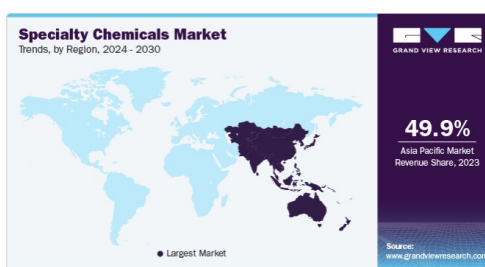 Specialty Chemicals Market
Trends, by Region, 2024 - 2030
GRAND VIEW RESEARCH
49.9%
Asia Pacific Market
Revenue Share, 2023
Largest Market
Source:
www.grandviewresearch.com